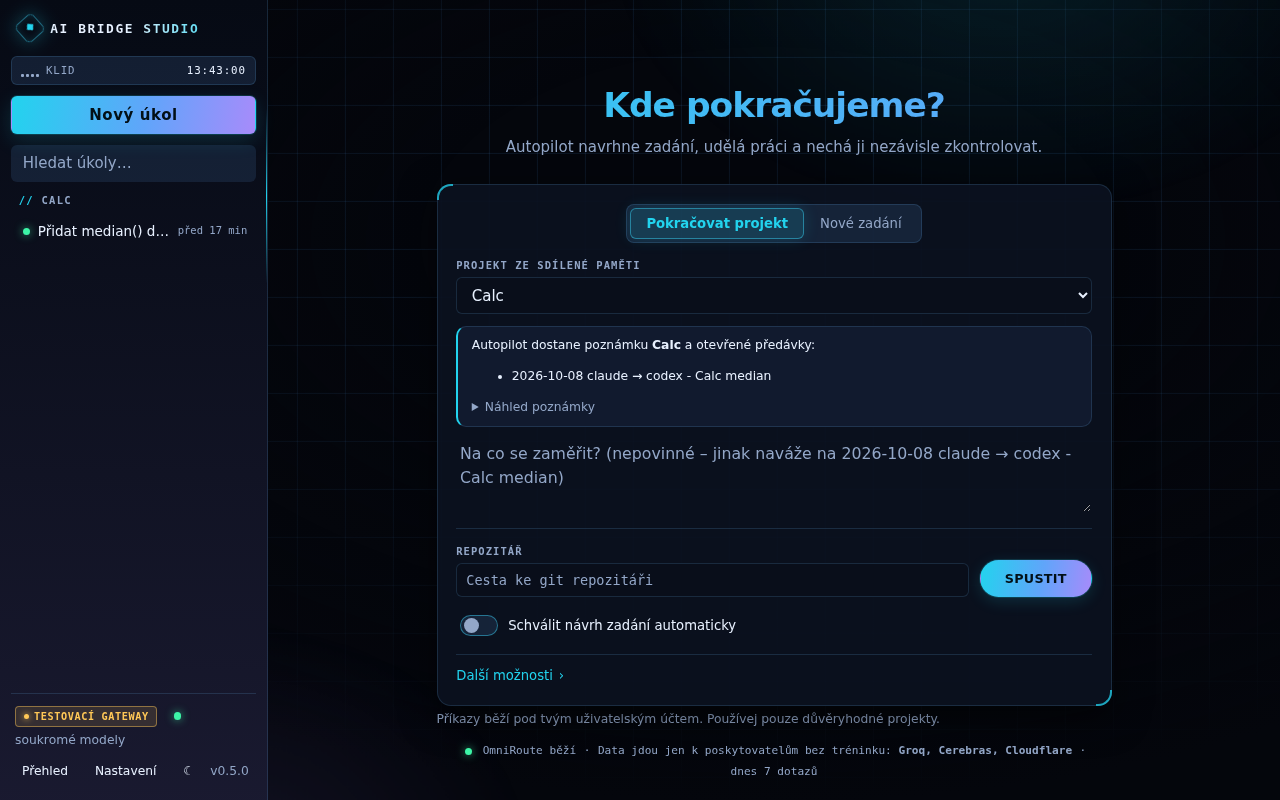 AI BRIDGE STUDIO
KLID 13:43:00
Nový úkol
Hledat úkoly…
// CALC
Přidat median() d… před 17 min
TESTOVACÍ GATEWAY
soukromé modely
Přehled Nastavení ☾ v0.5.0
Kde pokračujeme?
Autopilot navrhne zadání, udělá práci a nechá ji nezávisle zkontrolovat.
Pokračovat projekt Nové zadání
PROJEKT ZE SDÍLENÉ PAMĚTI
Calc
Autopilot dostane poznámku Calc a otevřené předávky:
• 2026-10-08 claude → codex - Calc median
▶ Náhled poznámky
Na co se zaměřit? (nepovinné – jinak naváže na 2026-10-08 claude → codex -
Calc median)
REPOZITÁŘ
Cesta ke git repozitáři SPUSTIT
Schválit návrh zadání automaticky
Další možnosti ›
Příkazy běží pod tvým uživatelským účtem. Používej pouze důvěryhodné projekty.
OmniRoute běží · Data jdou jen k poskytovatelům bez tréninku: Groq, Cerebras, Cloudflare ·
dnes 7 dotazů